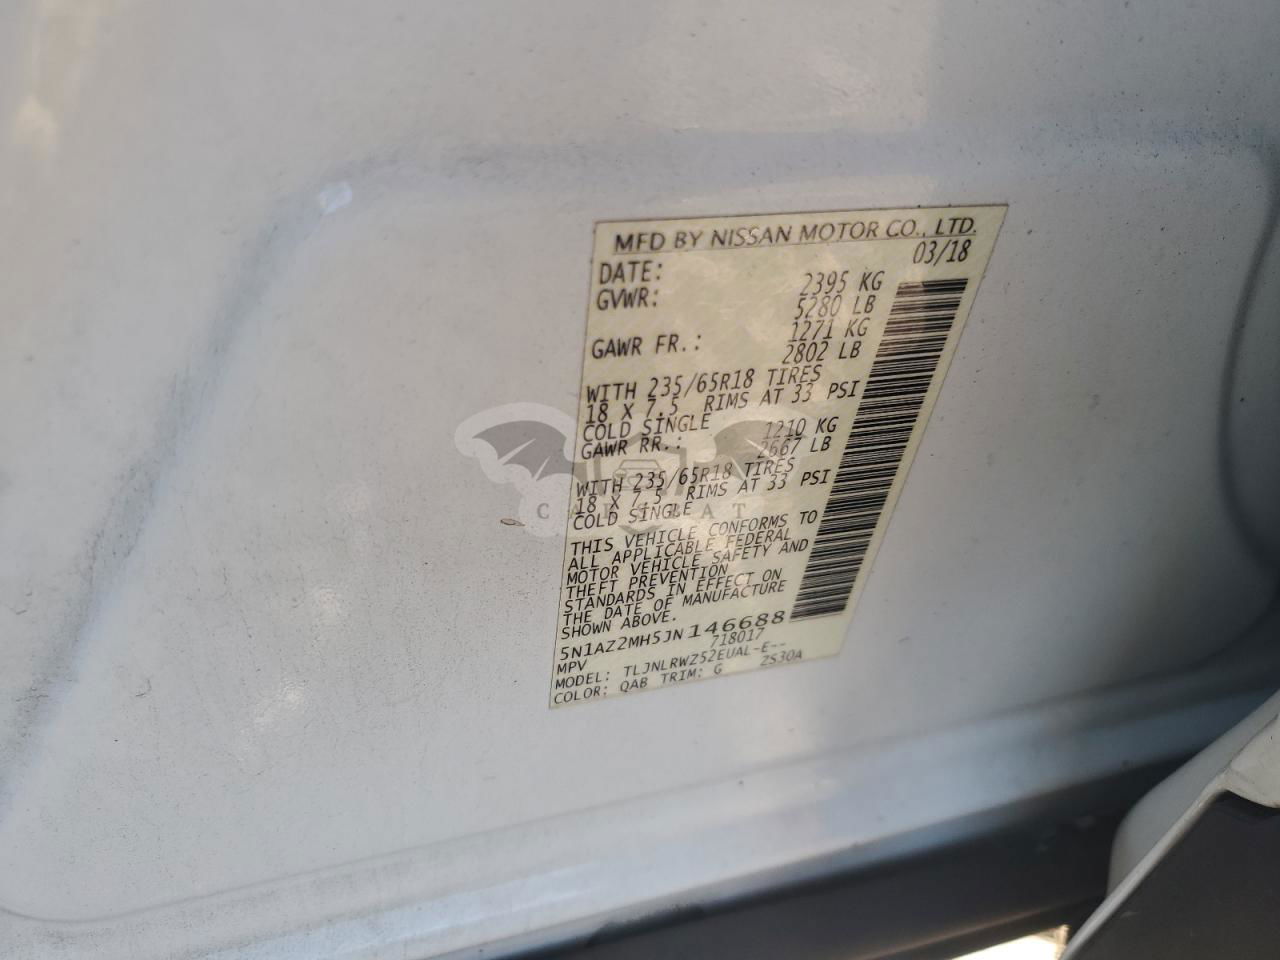 MFD BY NISSAN MOTOR CO., LTD.
DATE: 03/18
GVWR: 2395 KG
5280 LB
GAWR FR.: 1271 KG
2802 LB
WITH 235/65R18 TIRES
18 X 7.5 RIMS AT 33 PSI
COLD SINGLE
GAWR RR.: 1210 KG
2667 LB
WITH 235/65R18 TIRES
18 X 7.5 RIMS AT 33 PSI
COLD SINGLE
THIS VEHICLE CONFORMS TO
ALL APPLICABLE FEDERAL
MOTOR VEHICLE SAFETY AND
THEFT PREVENTION
STANDARDS IN EFFECT ON
THE DATE OF MANUFACTURE
SHOWN ABOVE.
5N1AZ2MH5JN146688
MPV 718017
MODEL: TLJNLRWZ52EUAL-E--
COLOR: QAB TRIM: G ZS30A